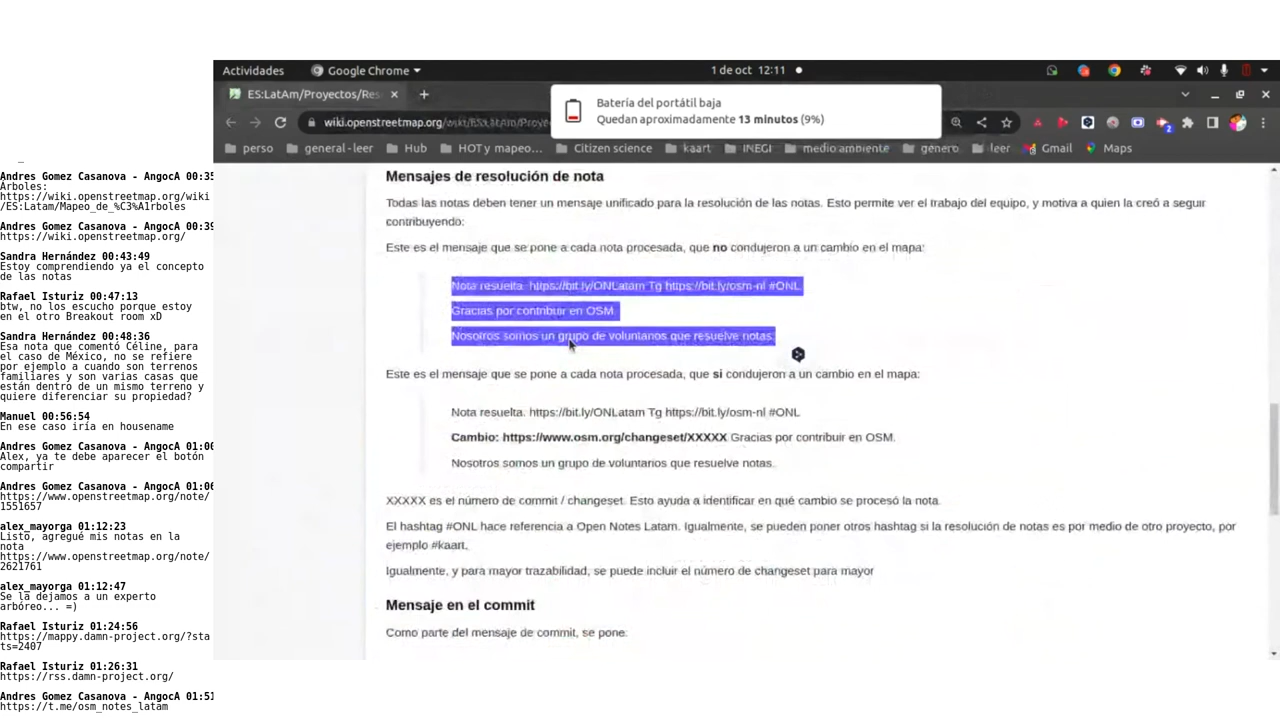 Andres Gomez Casanova - AngocA 00:35
Árboles:
https://wiki.openstreetmap.org/wiki
/ES:Latam/Mapeo_de_%C3%A1rboles
Andres Gomez Casanova - AngocA 00:39
https://wiki.openstreetmap.org/
Sandra Hernández 00:43:49
Estoy comprendiendo ya el concepto
de las notas
Rafael Isturiz 00:47:13
btw, no los escucho porque estoy
en el otro Breakout room xD
Sandra Hernández 00:48:36
Esa nota que comentó Céline, para
el caso de México, no se refiere
por ejemplo a cuando son terrenos
familiares y son varias casas que
están dentro de un mismo terreno y
quiere diferenciar su propiedad?
Manuel 00:56:54
En ese caso iría en housename
Andres Gomez Casanova - AngocA 01:00
Alex, ya te debe aparecer el botón
compartir
Andres Gomez Casanova - AngocA 01:06
https://www.openstreetmap.org/note/
1551657
alex_mayorga 01:12:23
Listo, agregué mis notas en la
nota
https://www.openstreetmap.org/note/
2621761
alex_mayorga 01:12:47
Se la dejamos a un experto
arbóreo... =)
Rafael Isturiz 01:24:56
https://mappy.damn-project.org/?sta
ts=2407
Rafael Isturiz 01:26:31
https://rss.damn-project.org/
Andres Gomez Casanova - AngocA 01:51
https://t.me/osm_notes_latam
Actividades Google Chrome 1 de oct 12:11
ES:LatAm/Proyectos/Res
Batería del portátil baja
Quedan aproximadamente 13 minutos (9%)
wiki.openstreetmap.org/wiki/ES:LatAm/Proye
perso general-leer Hub HOT y mapeo... Citizen science kaart INEGI medio ambiente genero leer Gmail Maps
Mensajes de resolución de nota
Todas las notas deben tener un mensaje unificado para la resolución de las notas. Esto permite ver el trabajo del equipo, y motiva a quien la creó a seguir
contribuyendo:
Este es el mensaje que se pone a cada nota procesada, que no condujeron a un cambio en el mapa:
Nota resuelta. https://bit.ly/ONLatam Tg https://bit.ly/osm-nl #ONL
Gracias por contribuir en OSM.
Nosotros somos un grupo de voluntarios que resuelve notas.
Este es el mensaje que se pone a cada nota procesada, que si condujeron a un cambio en el mapa:
Nota resuelta. https://bit.ly/ONLatam Tg https://bit.ly/osm-nl #ONL
Cambio: https://www.osm.org/changeset/XXXXX Gracias por contribuir en OSM.
Nosotros somos un grupo de voluntarios que resuelve notas.
XXXXX es el número de commit / changeset. Esto ayuda a identificar en qué cambio se procesó la nota.
El hashtag #ONL hace referencia a Open Notes Latam. Igualmente, se pueden poner otros hashtag si la resolución de notas es por medio de otro proyecto, por
ejemplo #kaart.
Igualmente, y para mayor trazabilidad, se puede incluir el número de changeset para mayor
Mensaje en el commit
Como parte del mensaje de commit, se pone: